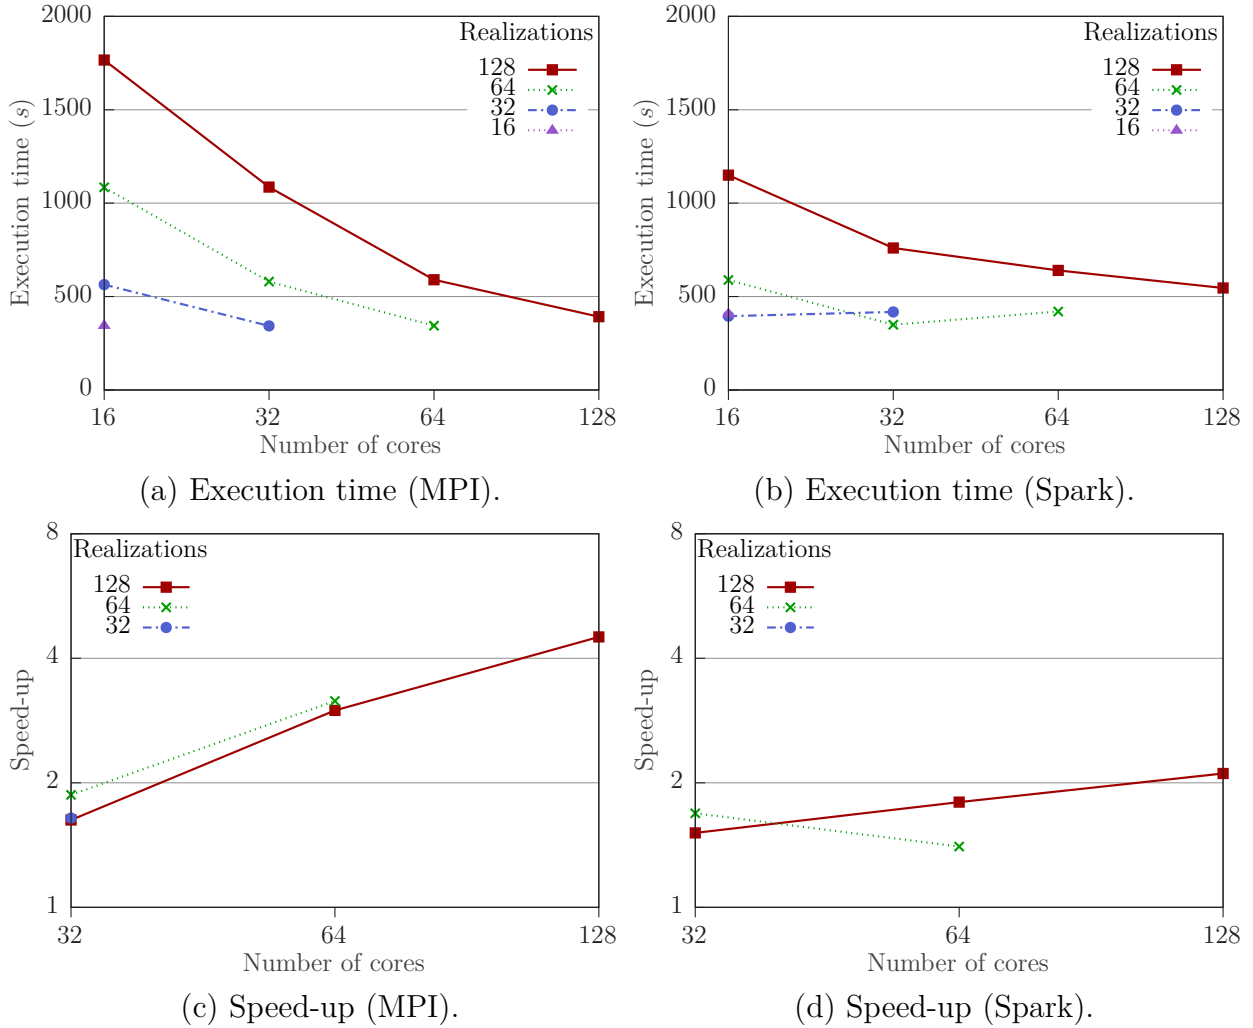 2000
1500
1000
500
0
Execution time (s)
Realizations
128
64
32
16
16 32 64 128
Number of cores
(a) Execution time (MPI).
2000
1500
1000
500
0
Execution time (s)
Realizations
128
64
32
16
16 32 64 128
Number of cores
(b) Execution time (Spark).
8
4
2
1
Speed-up
Realizations
128
64
32
32 64 128
Number of cores
(c) Speed-up (MPI).
8
4
2
1
Speed-up
Realizations
128
64
32
32 64 128
Number of cores
(d) Speed-up (Spark).